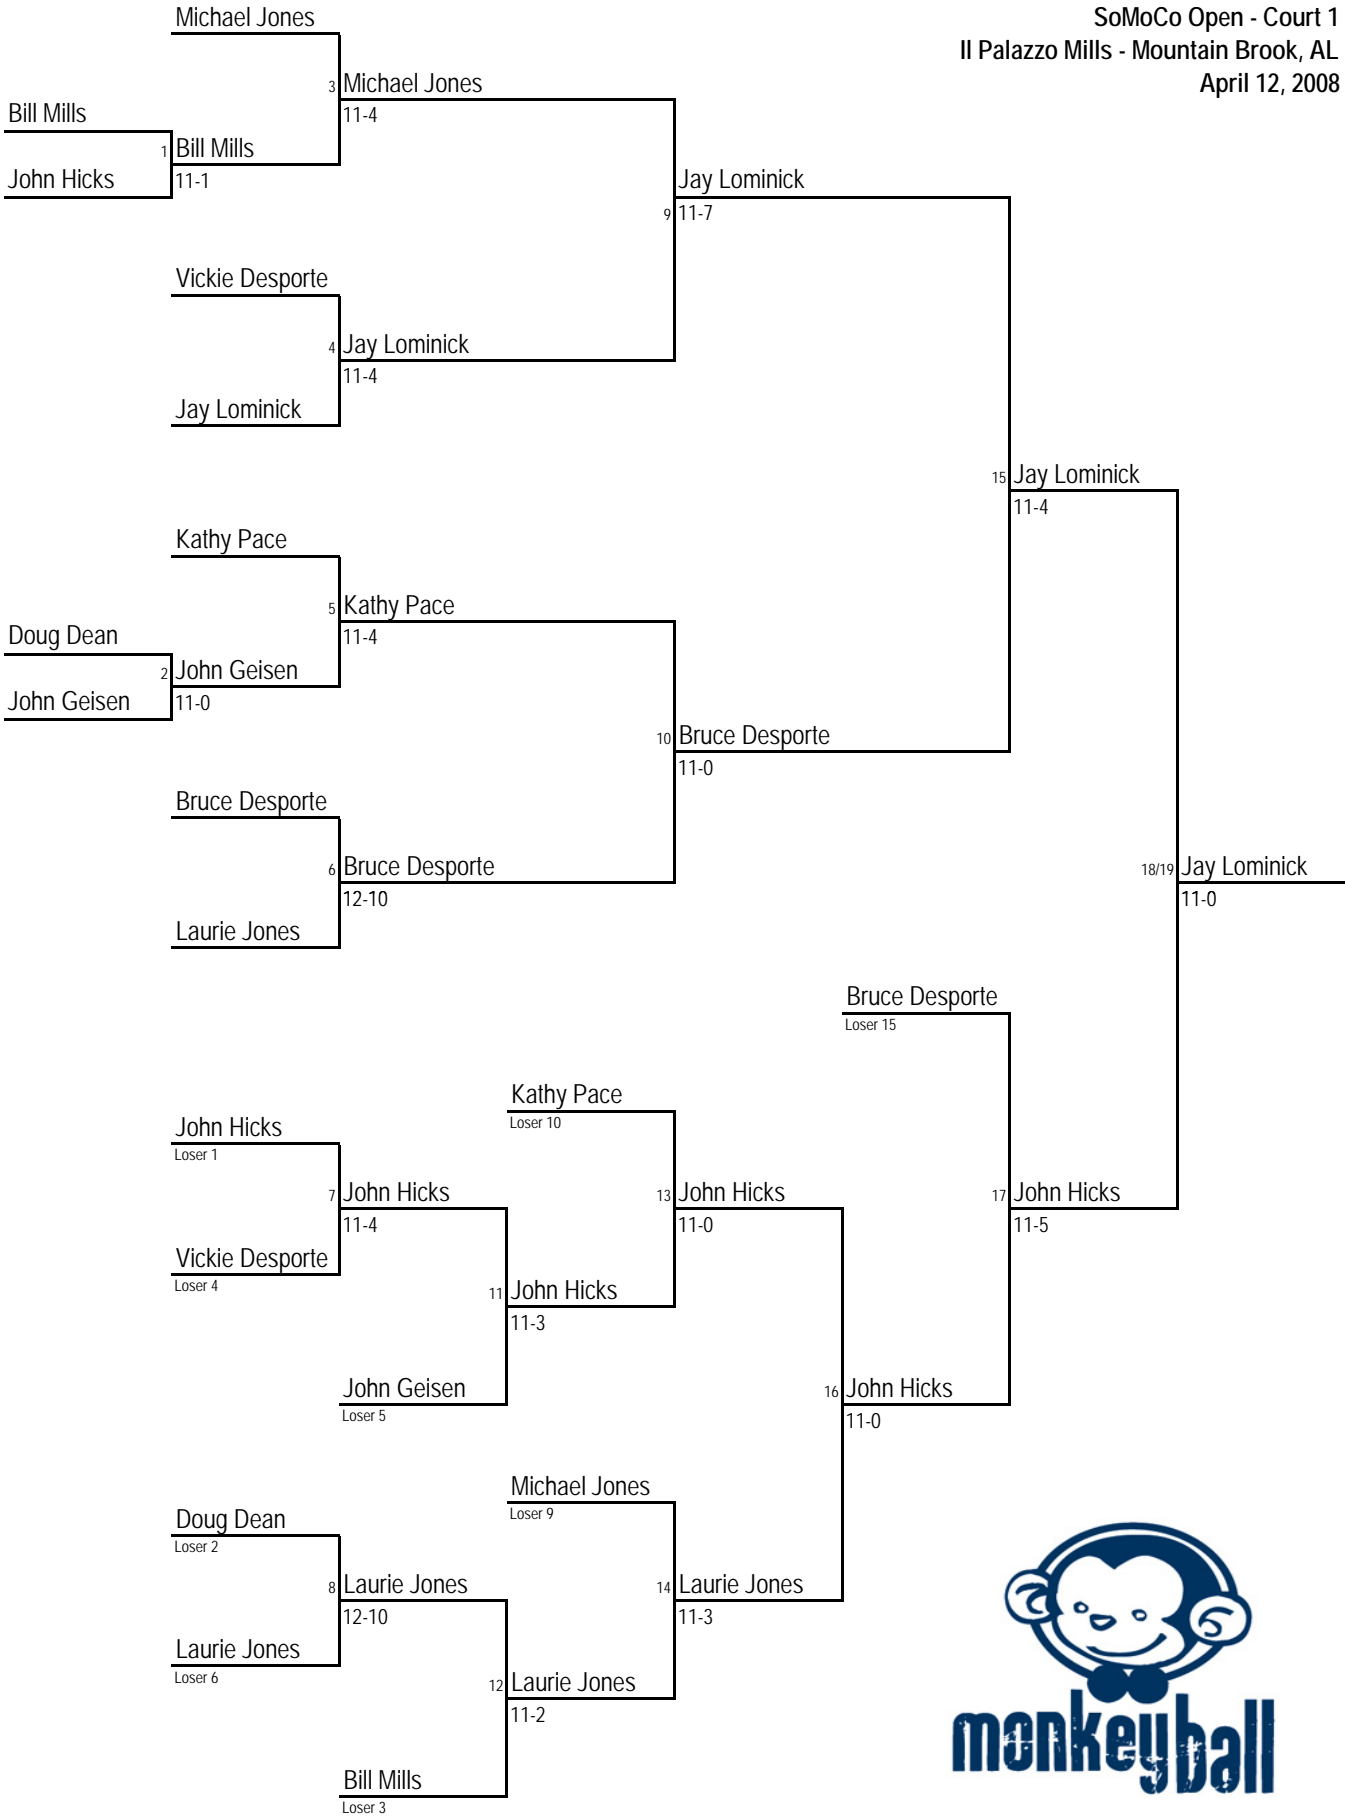 SoMoCo Open - Court 1
Il Palazzo Mills - Mountain Brook, AL
April 12, 2008
Michael Jones
3 Michael Jones
11-4
Bill Mills
1 Bill Mills
John Hicks
11-1
Jay Lominick
9 11-7
Vickie Desporte
4 Jay Lominick
11-4
Jay Lominick
15 Jay Lominick
11-4
Kathy Pace
5 Kathy Pace
11-4
Doug Dean
2 John Geisen
John Geisen
11-0
10 Bruce Desporte
11-0
Bruce Desporte
6 Bruce Desporte
12-10
Laurie Jones
18/19 Jay Lominick
11-0
Bruce Desporte
Loser 15
Kathy Pace
Loser 10
John Hicks
Loser 1
7 John Hicks
11-4
13 John Hicks
11-0
17 John Hicks
11-5
Vickie Desporte
Loser 4
11 John Hicks
11-3
John Geisen
Loser 5
16 John Hicks
11-0
Michael Jones
Loser 9
Doug Dean
Loser 2
8 Laurie Jones
12-10
14 Laurie Jones
11-3
Laurie Jones
Loser 6
12 Laurie Jones
11-2
Bill Mills
Loser 3
monkeyball